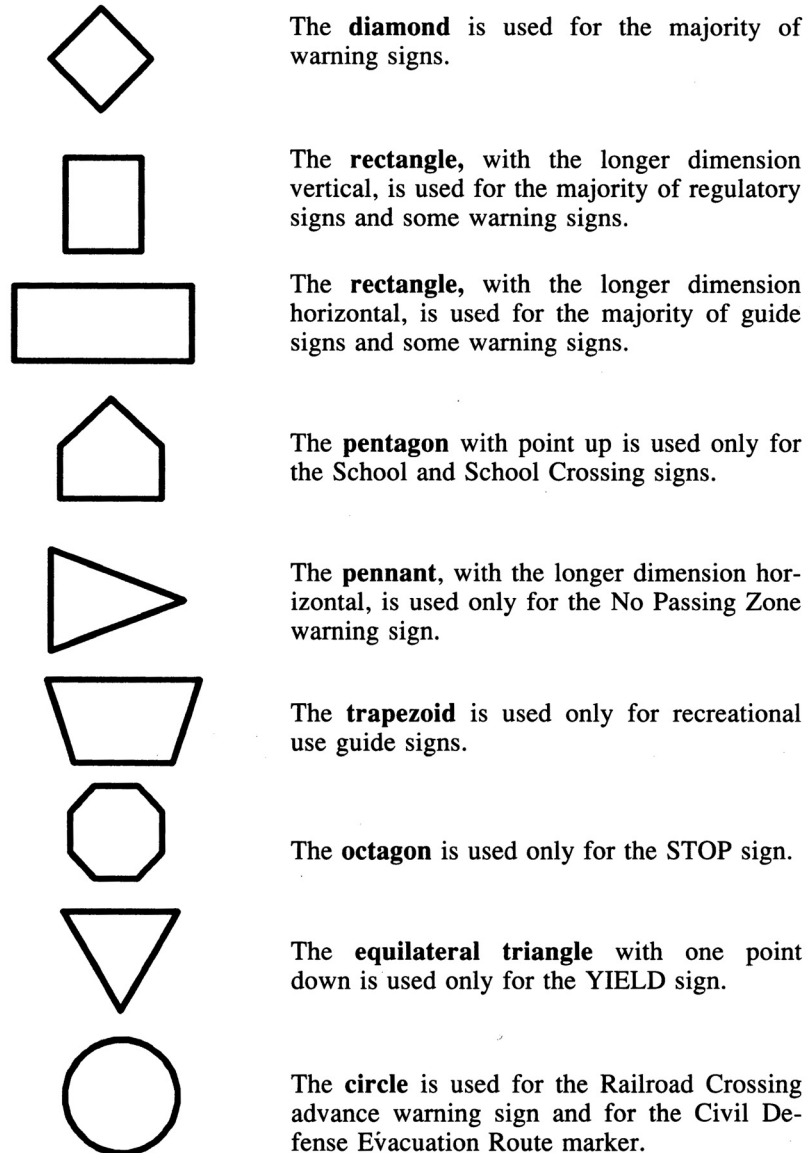 The diamond is used for the majority of
warning signs.
The rectangle, with the longer dimension
vertical, is used for the majority of regulatory
signs and some warning signs.
The rectangle, with the longer dimension
horizontal, is used for the majority of guide
signs and some warning signs.
The pentagon with point up is used only for
the School and School Crossing signs.
The pennant, with the longer dimension hor-
izontal, is used only for the No Passing Zone
warning sign.
The trapezoid is used only for recreational
use guide signs.
The octagon is used only for the STOP sign.
The equilateral triangle with one point
down is used only for the YIELD sign.
The circle is used for the Railroad Crossing
advance warning sign and for the Civil De-
fense Evacuation Route marker.